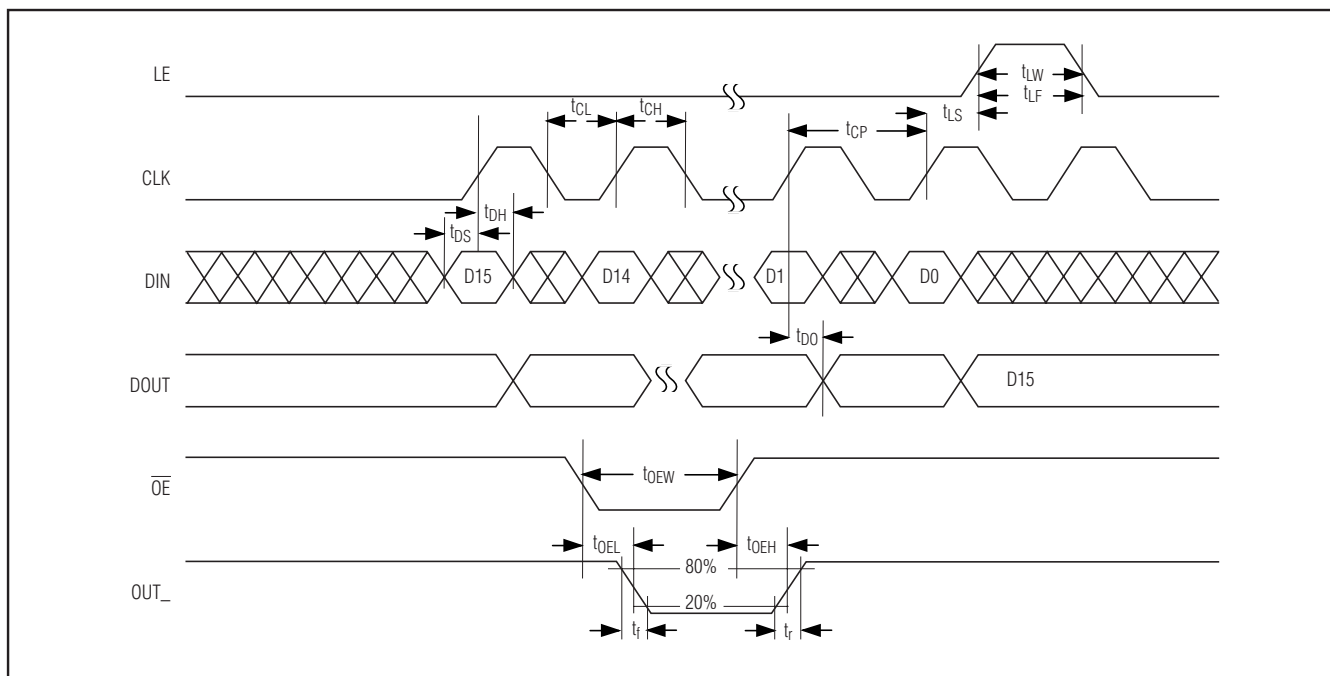 LE
tLW
tLF
tCL
tCH
tLS
tCP
CLK
tDH
tDS
DIN
D15
D14
D1
D0
tDO
DOUT
D15
OE
tOEW
tOEL
tOEH
80%
OUT_
20%
tf
tr